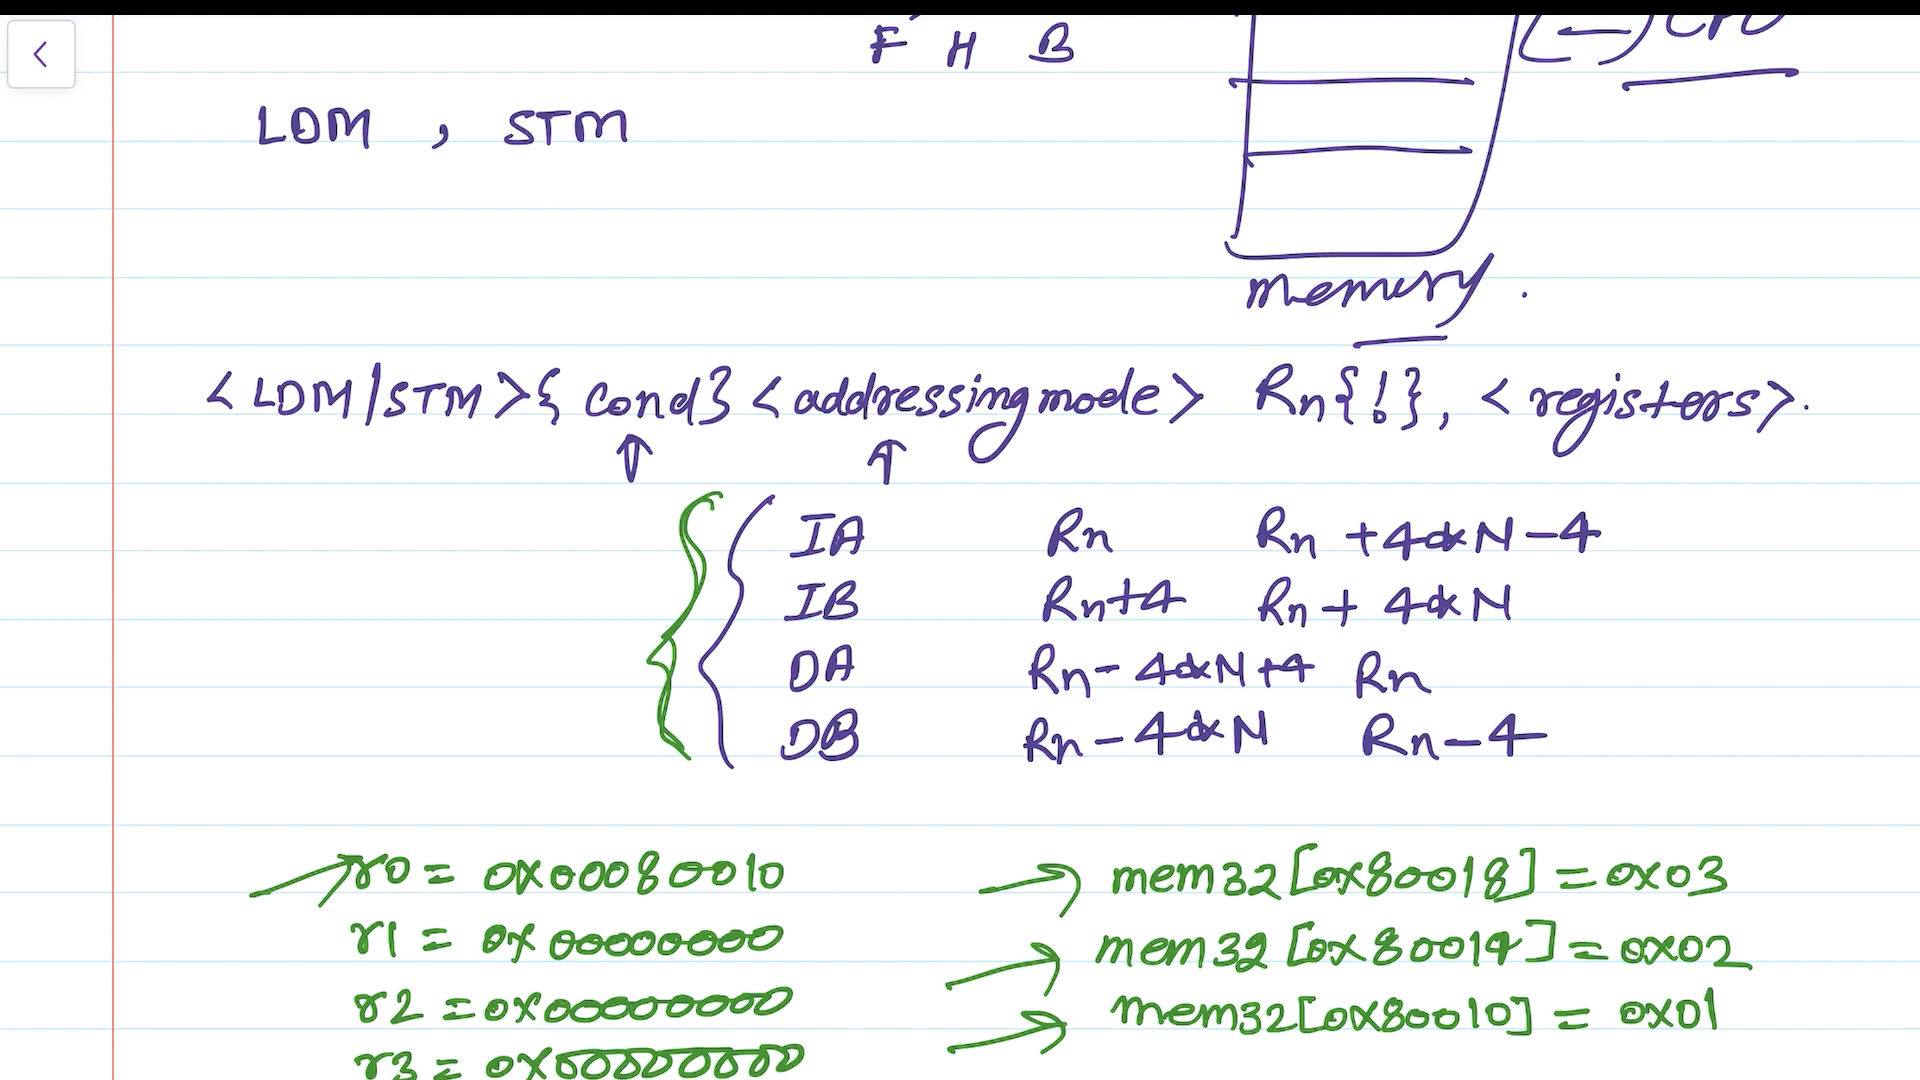 F H B CPU
LDM , STM
memory .
<LDM/STM>{cond}<addressing mode> Rn{!}, <registers>.
IA Rn Rn +4*N-4
IB Rn+4 Rn+ 4*N
DA Rn-4*N+4 Rn
DB Rn-4*N Rn-4
r0 = 0x00080010 mem32[0x80018] = 0x03
r1 = 0x00000000 mem32[0x80014] = 0x02
r2 = 0x00000000 mem32[0x80010] = 0x01
r3 = 0x00000000